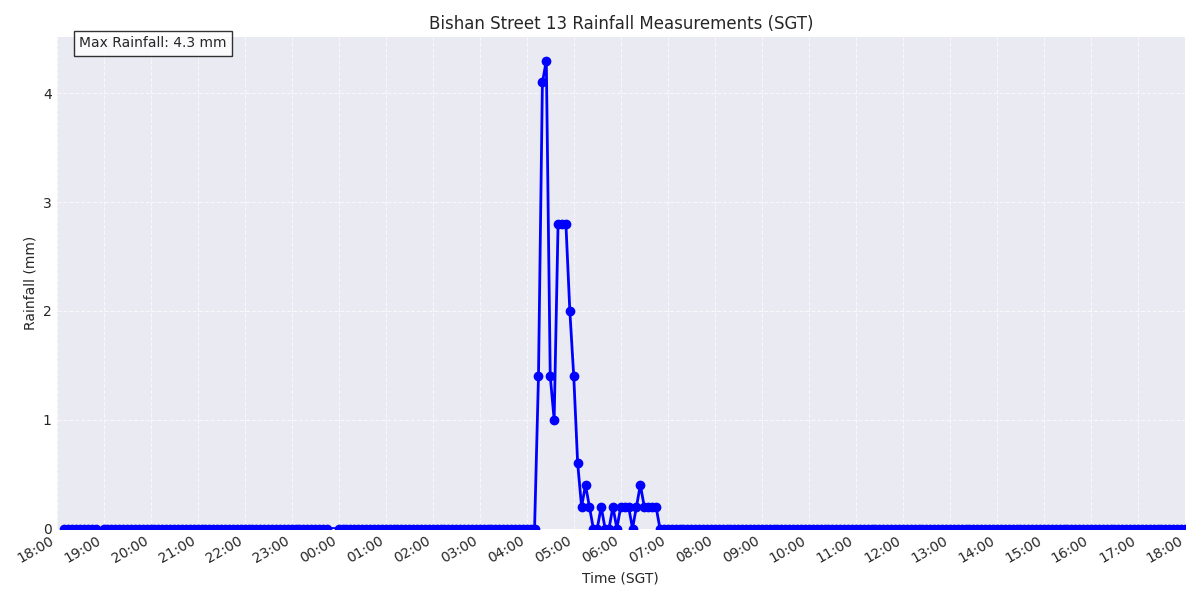 Bishan Street 13 Rainfall Measurements (SGT)
Max Rainfall: 4.3 mm
4
3
2
1
0
Rainfall (mm)
18:00 19:00 20:00 21:00 22:00 23:00 00:00 01:00 02:00 03:00 04:00 05:00 06:00 07:00 08:00 09:00 10:00 11:00 12:00 13:00 14:00 15:00 16:00 17:00 18:00
Time (SGT)